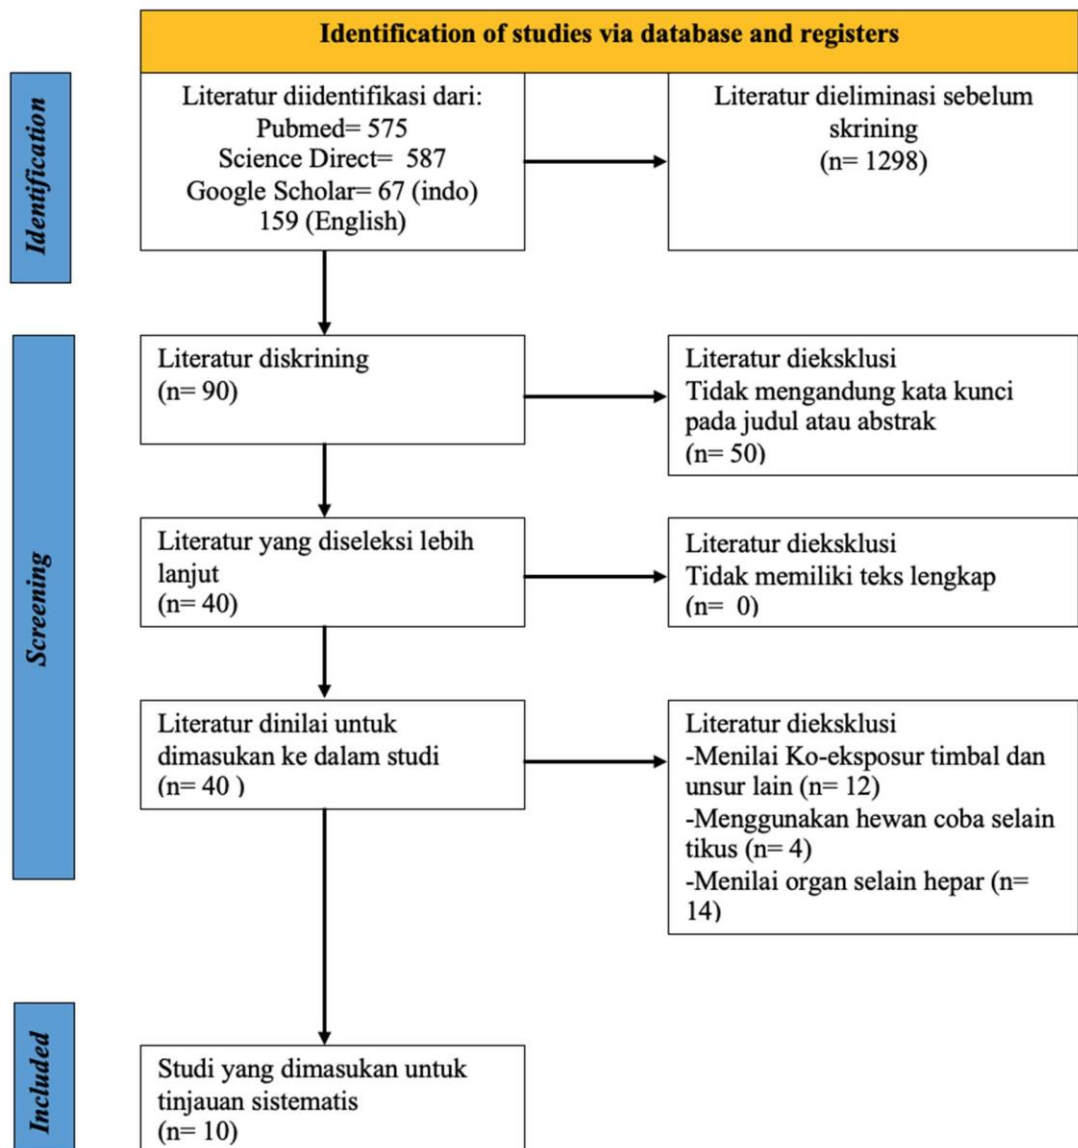 Identification of studies via database and registers
Identification
Literatur diidentifikasi dari:
Pubmed= 575
Science Direct=  587
Google Scholar= 67 (indo)
159 (English)
Literatur dieliminasi sebelum
skrining
(n= 1298)
Screening
Literatur diskrining
(n= 90)
Literatur dieksklusi
Tidak mengandung kata kunci
pada judul atau abstrak
(n= 50)
Literatur yang diseleksi lebih
lanjut
(n= 40)
Literatur dieksklusi
Tidak memiliki teks lengkap
(n=  0)
Literatur dinilai untuk
dimasukan ke dalam studi
(n= 40 )
Literatur dieksklusi
-Menilai Ko-eksposur timbal dan
unsur lain (n= 12)
-Menggunakan hewan coba selain
tikus (n= 4)
-Menilai organ selain hepar (n=
14)
Included
Studi yang dimasukan untuk
tinjauan sistematis
(n= 10)